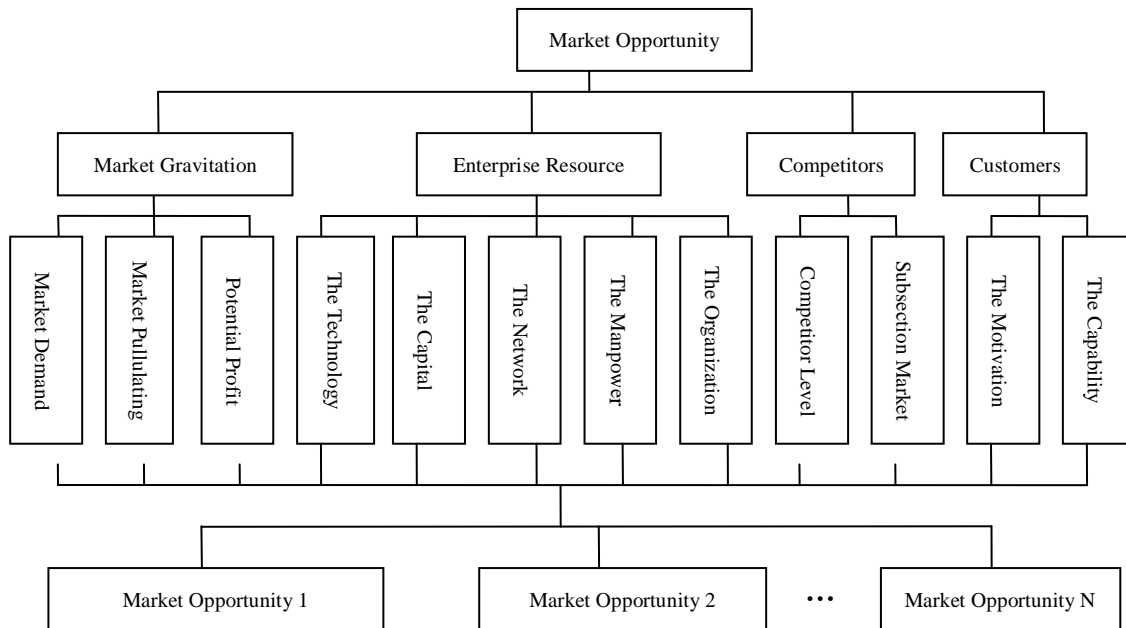 Market Opportunity
Market Gravitation
Enterprise Resource
Competitors
Customers
Market Demand
Market Pullulating
Potential Profit
The Technology
The Capital
The Network
The Manpower
The Organization
Competitor Level
Subsection Market
The Motivation
The Capability
Market Opportunity 1
Market Opportunity 2
...
Market Opportunity N